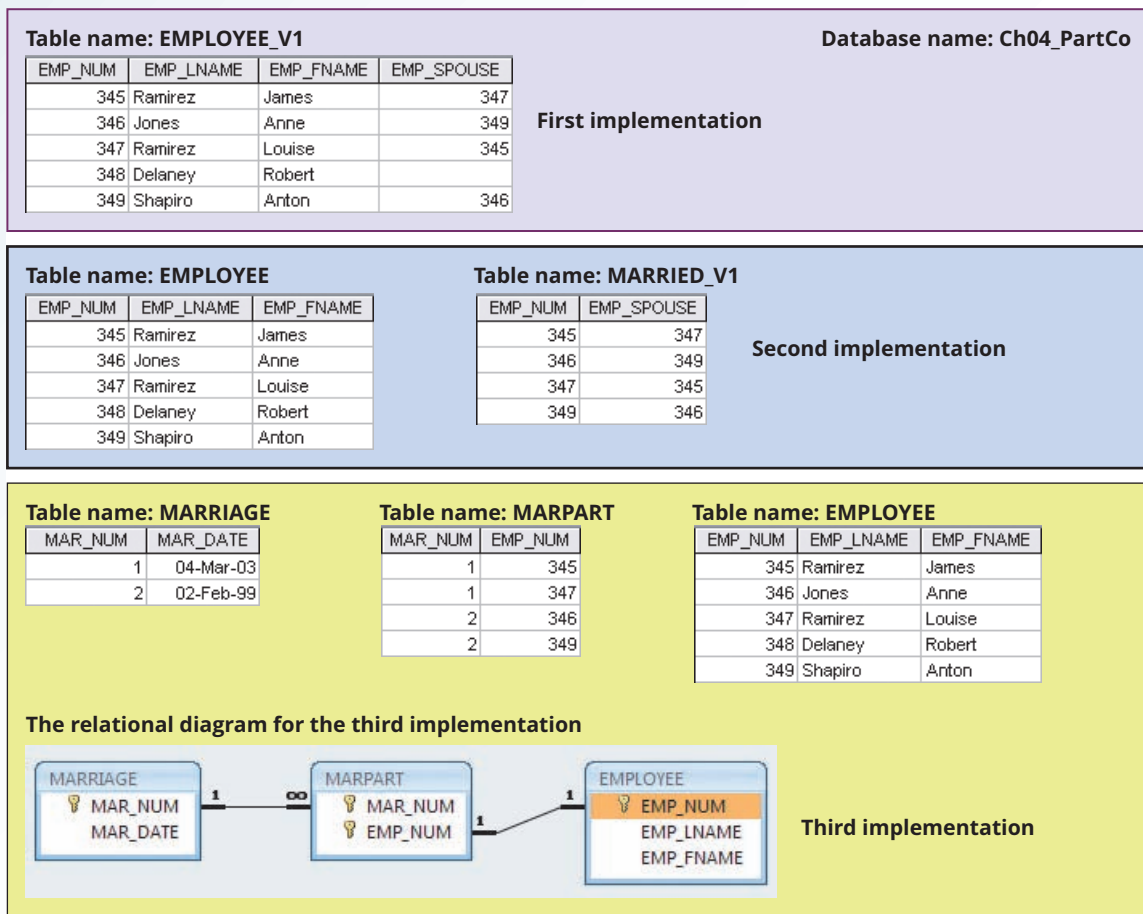 Table name: EMPLOYEE_V1
Database name: Ch04_PartCo
EMP_NUM EMP_LNAME EMP_FNAME EMP_SPOUSE
345 Ramirez James 347
346 Jones Anne 349
347 Ramirez Louise 345
348 Delaney Robert
349 Shapiro Anton 346
First implementation
Table name: EMPLOYEE
EMP_NUM EMP_LNAME EMP_FNAME
345 Ramirez James
346 Jones Anne
347 Ramirez Louise
348 Delaney Robert
349 Shapiro Anton
Table name: MARRIED_V1
EMP_NUM EMP_SPOUSE
345 347
346 349
347 345
349 346
Second implementation
Table name: MARRIAGE
MAR_NUM MAR_DATE
1 04-Mar-03
2 02-Feb-99
Table name: MARPART
MAR_NUM EMP_NUM
1 345
1 347
2 346
2 349
Table name: EMPLOYEE
EMP_NUM EMP_LNAME EMP_FNAME
345 Ramirez James
346 Jones Anne
347 Ramirez Louise
348 Delaney Robert
349 Shapiro Anton
The relational diagram for the third implementation
MARRIAGE
MAR_NUM
MAR_DATE
1 ∞
MARPART
MAR_NUM
EMP_NUM
1 1
EMPLOYEE
EMP_NUM
EMP_LNAME
EMP_FNAME
Third implementation